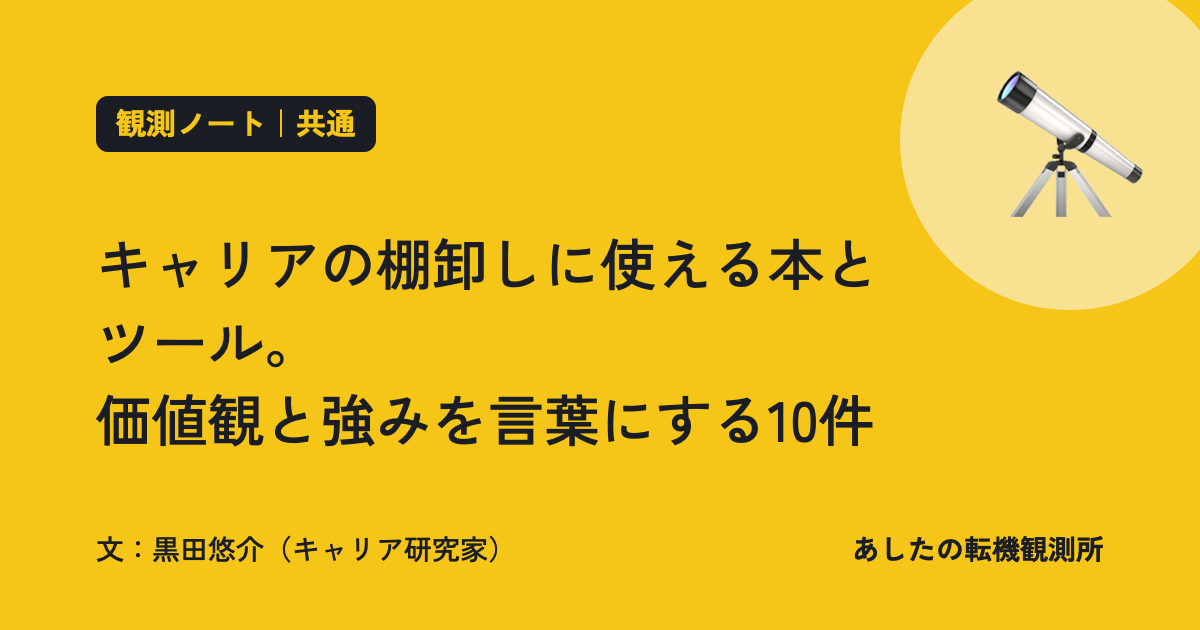 観測ノート｜共通
キャリアの棚卸しに使える本と
ツール。
価値観と強みを言葉にする10件
文：黒田悠介（キャリア研究家）
あしたの転機観測所